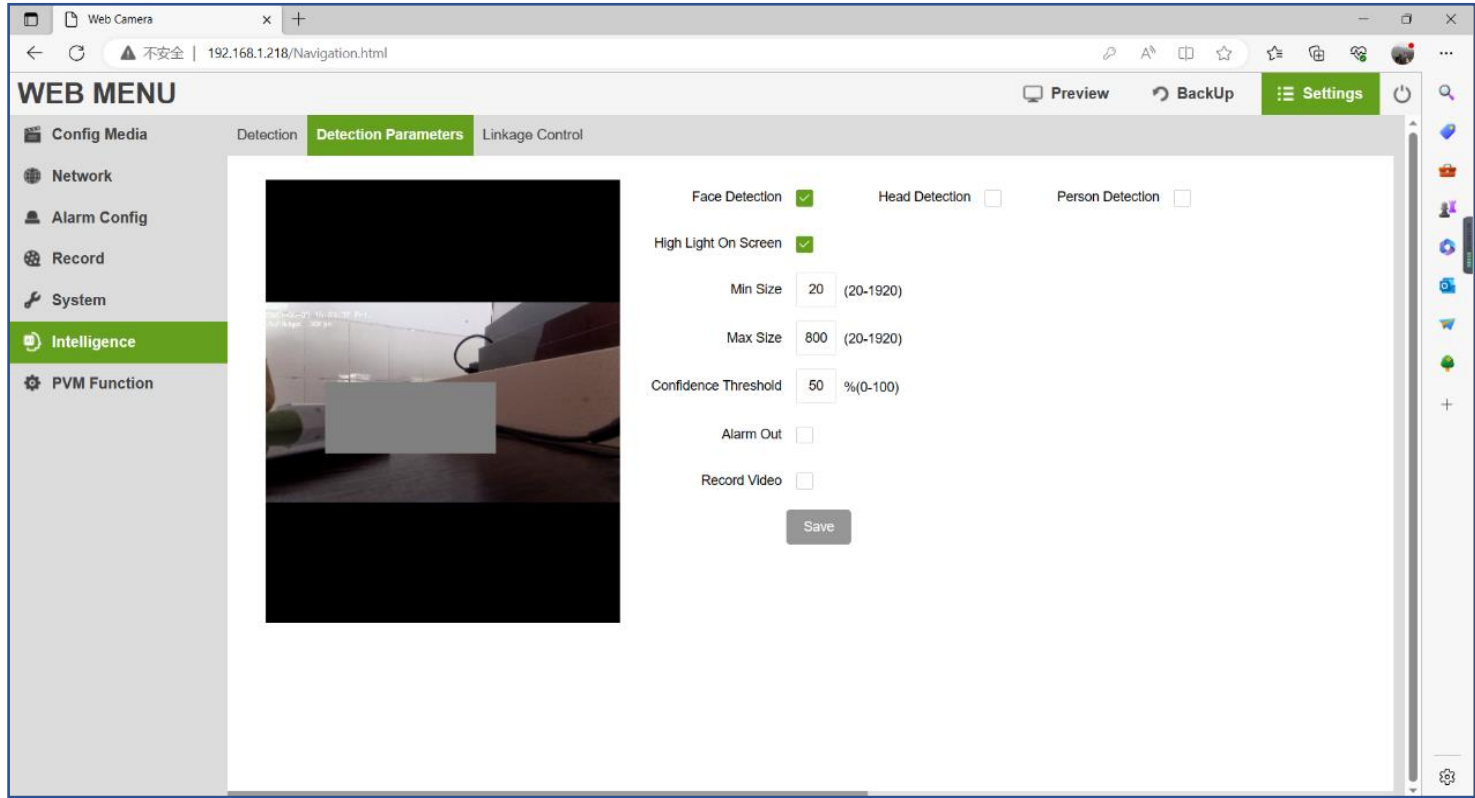 Web Camera
不安全 | 192.168.1.218/Navigation.html
WEB MENU
Preview
BackUp
Settings
Config Media
Network
Alarm Config
Record
System
Intelligence
PVM Function
Detection
Detection Parameters
Linkage Control
Face Detection
Head Detection
Person Detection
High Light On Screen
Min Size 20 (20-1920)
Max Size 800 (20-1920)
Confidence Threshold 50 %(0-100)
Alarm Out
Record Video
Save